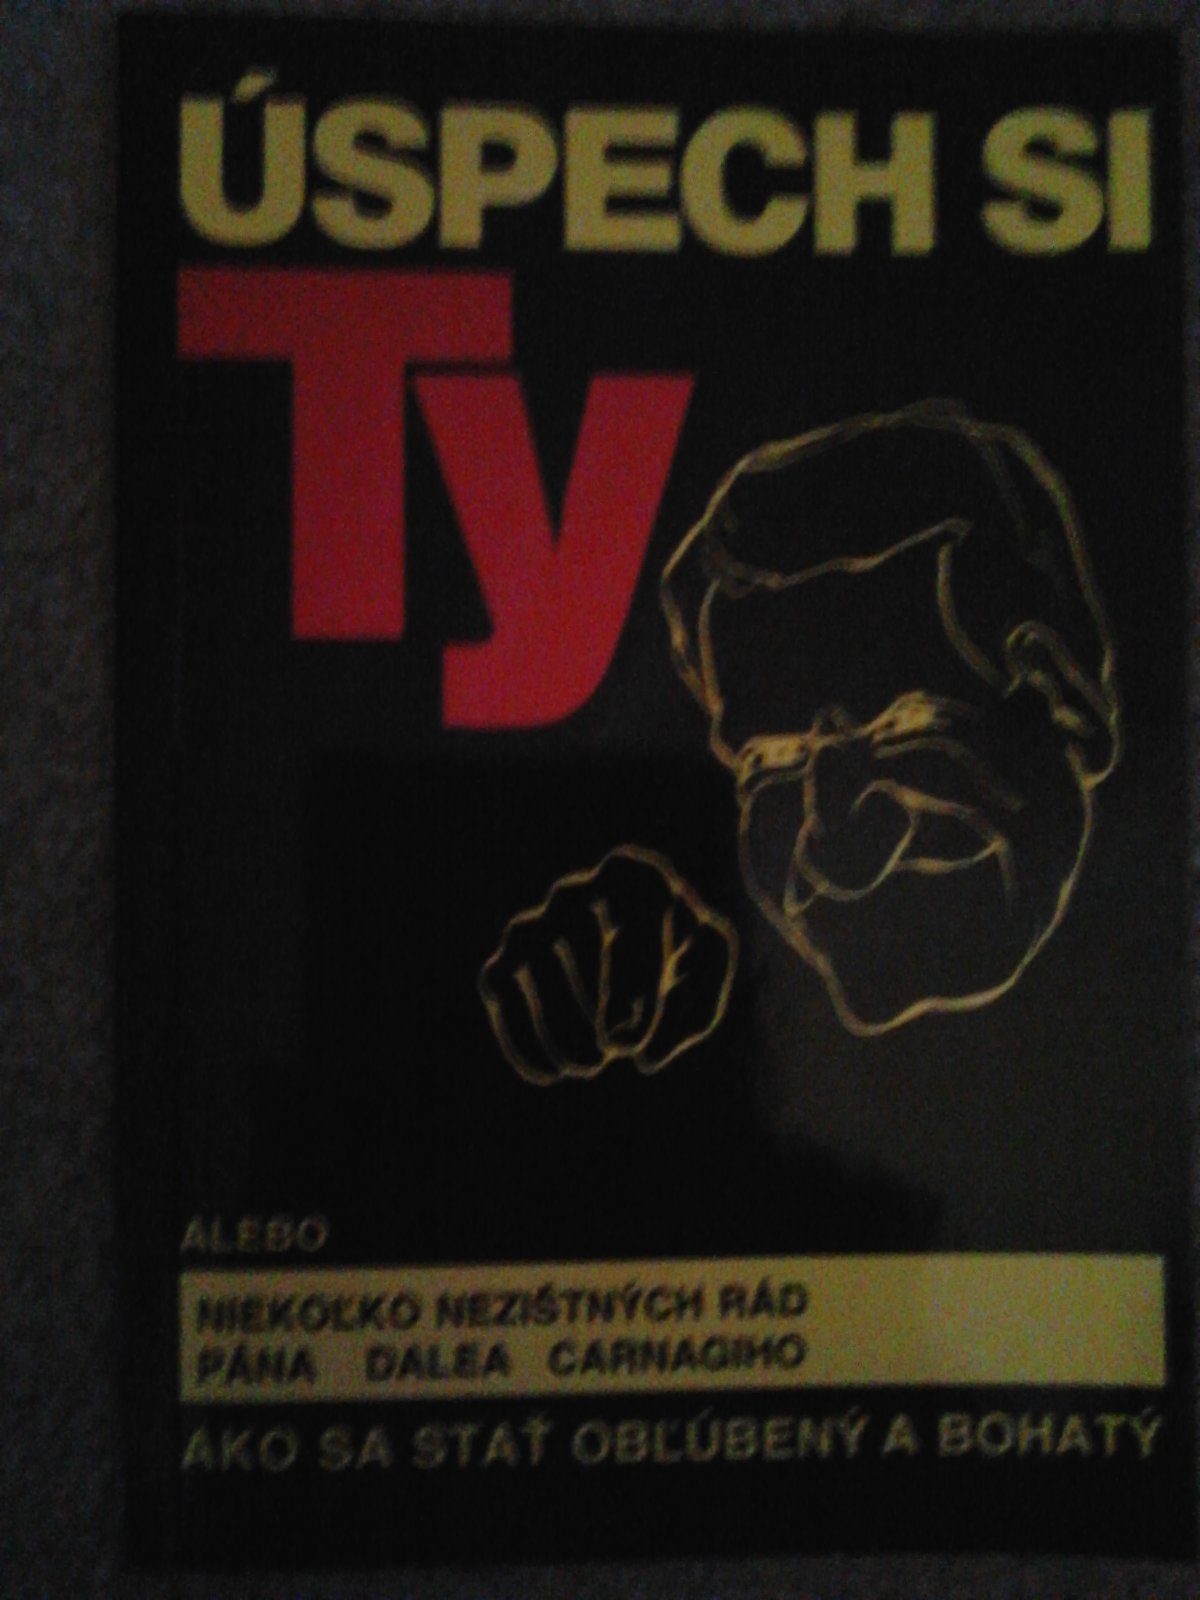 ÚSPECH SI
Ty
ALEBO
NIEKOĽKO NEZIŠTNÝCH RÁD
PÁNA DALEA CARNAGIHO
AKO SA STAŤ OBĽÚBENÝ A BOHATÝ